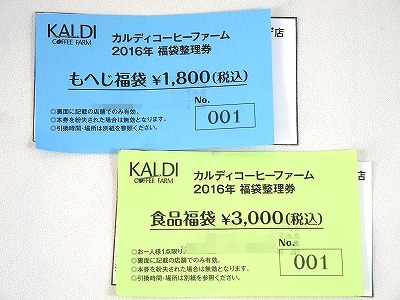 KALDI
COFFEE FARM
カルディコーヒーファーム
2016年 福袋整理券
もへじ福袋 ¥1,800(税込)
◎裏面に記載の店舗でのみ有効。
◎本券を紛失された場合は無効となります。
◎引換時間・場所は別紙を参照ください。
No.
001
店
KALDI
COFFEE FARM
カルディコーヒーファーム
2016年 福袋整理券
食品福袋 ¥3,000(税込)
◎お一人様1点限り。
◎裏面に記載の店舗でのみ有効。
◎本券を紛失された場合は無効となります。
◎引換時間・場所は別紙を参照ください。
No.
001
店